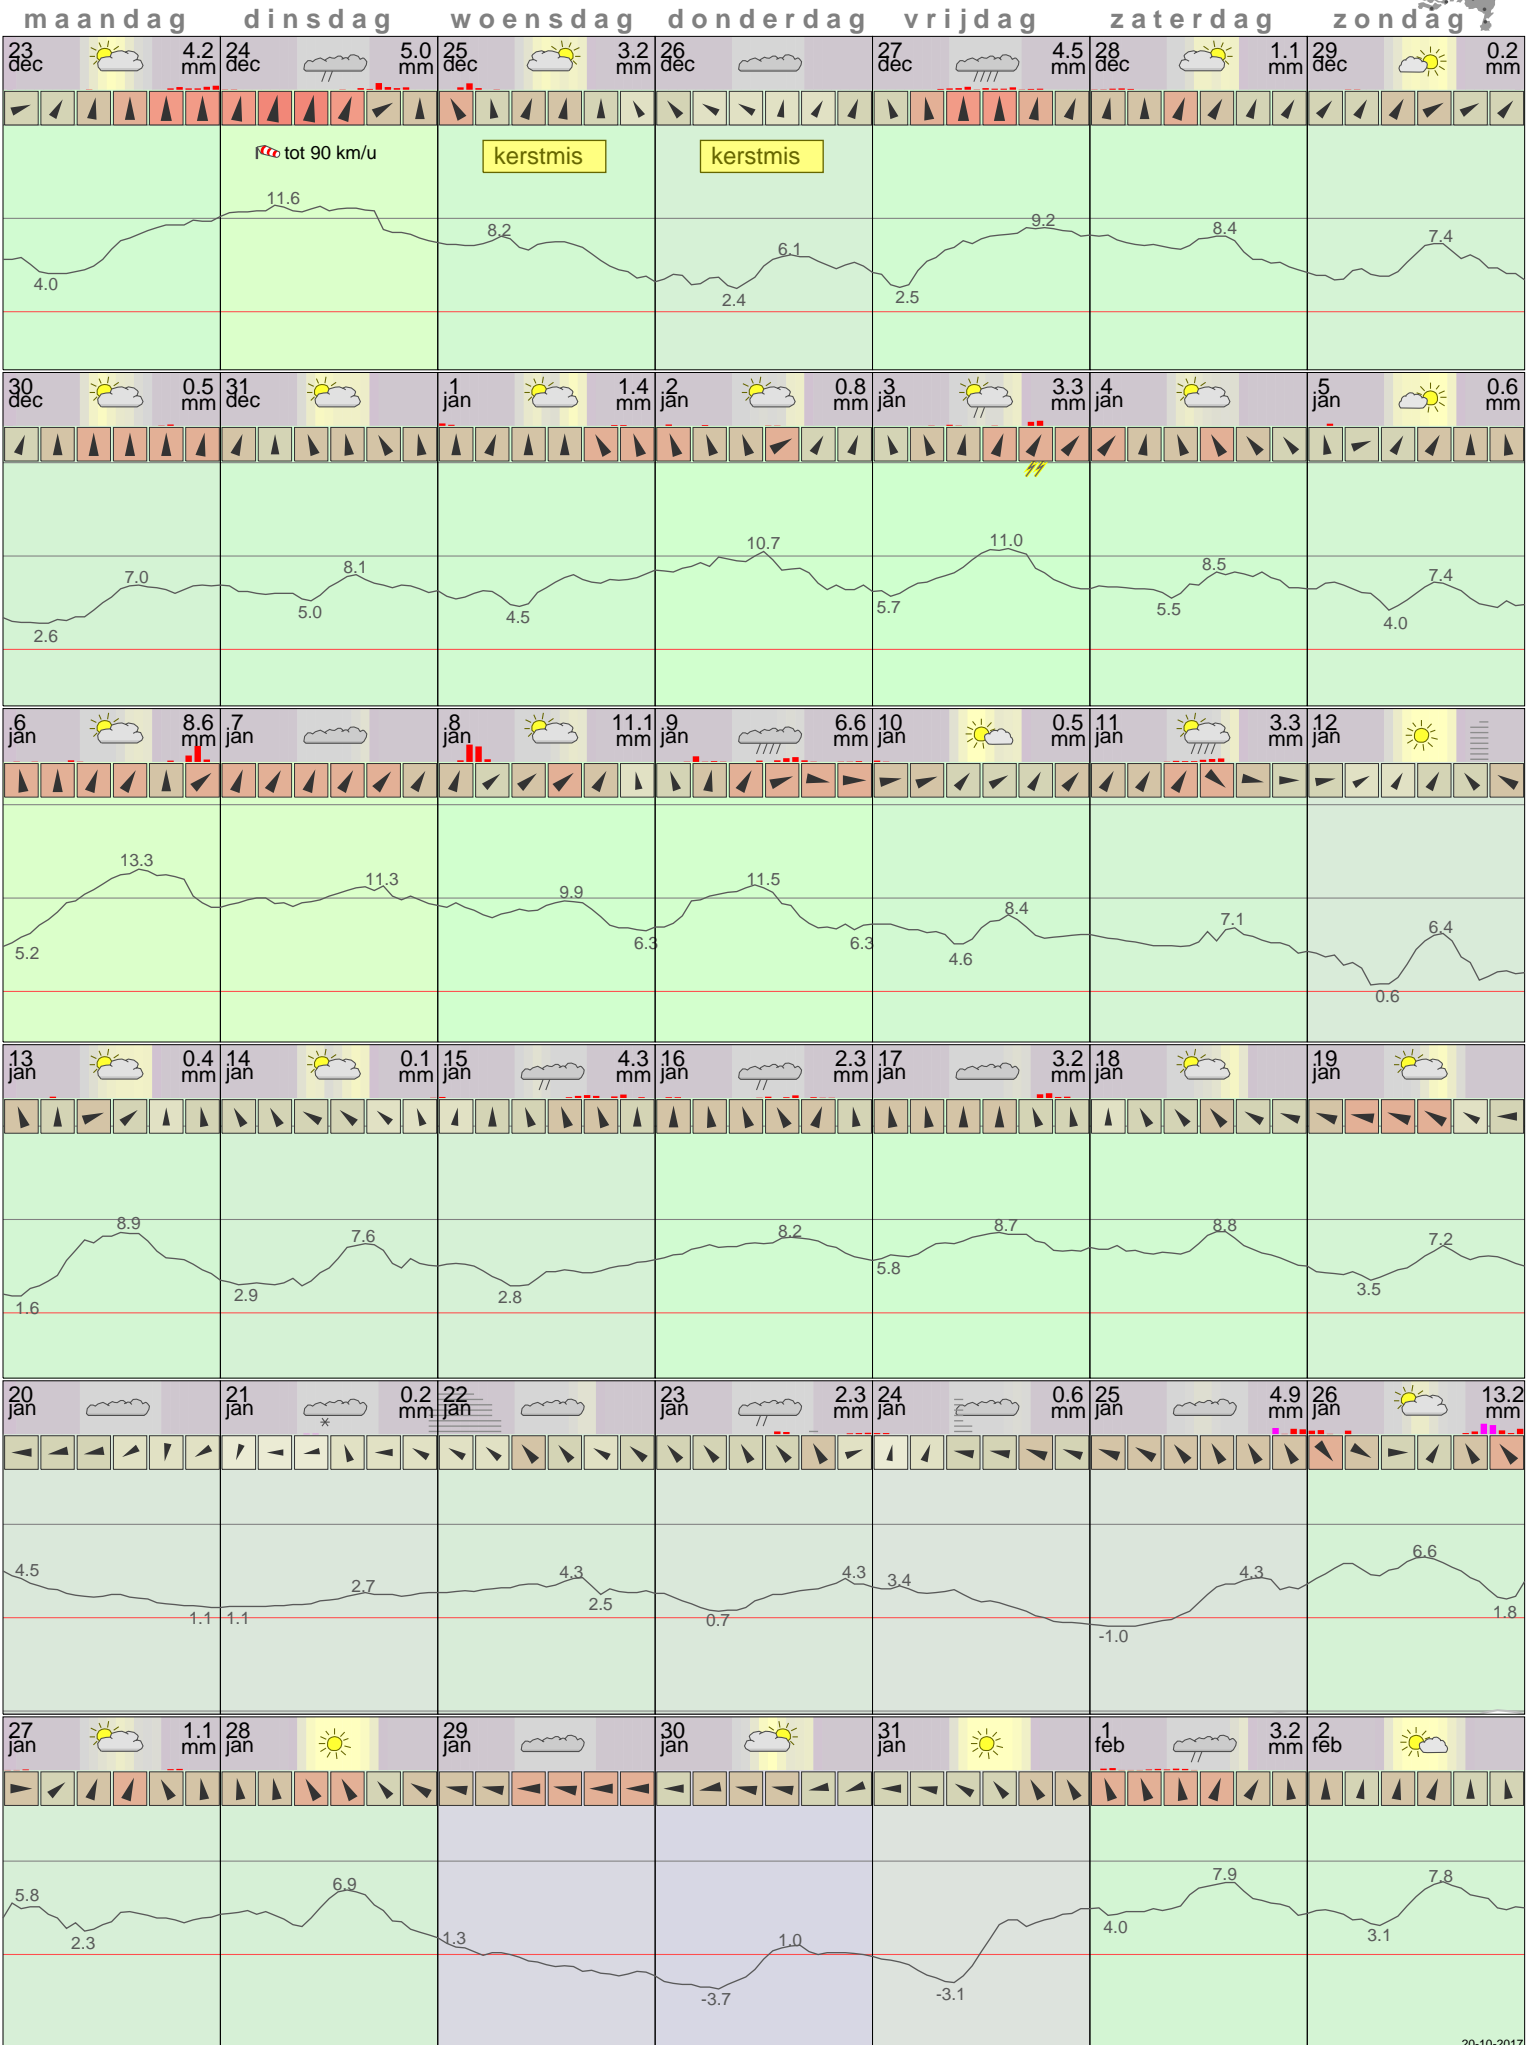 maandag dinsdag woensdag donderdag vrijdag zaterdag zondag
23 4.2 24 5.0 25 3.2 26 27 4.5 28 1.1 29 0.2
dec mm dec mm dec mm dec dec mm dec mm dec mm
tot 90 km/u kerstmis kerstmis
11.6
9.2
8.2 8.4 7.4
6.1
4.0 2.4 2.5
30 0.5 31 1 1.4 2 0.8 3 3.3 4 5 0.6
dec mm dec jan mm jan mm jan mm jan jan mm
10.7 11.0
7.0 8.1 8.5 7.4
2.6 5.0 4.5 5.7 5.5 4.0
6 8.6 7 8 11.1 9 6.6 10 0.5 11 3.3 12
jan mm jan jan mm jan mm jan mm jan mm jan
13.3 11.3 9.9 11.5 8.4 7.1 6.4
5.2 6.3 6.3 4.6 0.6
13 0.4 14 0.1 15 4.3 16 2.3 17 3.2 18 19
jan mm jan mm jan mm jan mm jan mm jan jan
8.9 7.6 8.2 8.7 8.8 7.2
1.6 2.9 2.8 5.8 3.5
20 21 0.2 22 23 2.3 24 0.6 25 4.9 26 13.2
jan jan mm jan jan mm jan mm jan mm jan mm
4.5 2.7 4.3 4.3 3.4 4.3 6.6
1.1 1.1 2.5 0.7 -1.0 1.8
27 1.1 28 29 30 31 1 3.2 2
jan mm jan jan jan jan feb mm feb
5.8 6.9 7.9 7.8
2.3 1.3 1.0 4.0 3.1
-3.7 -3.1
20-10-2017